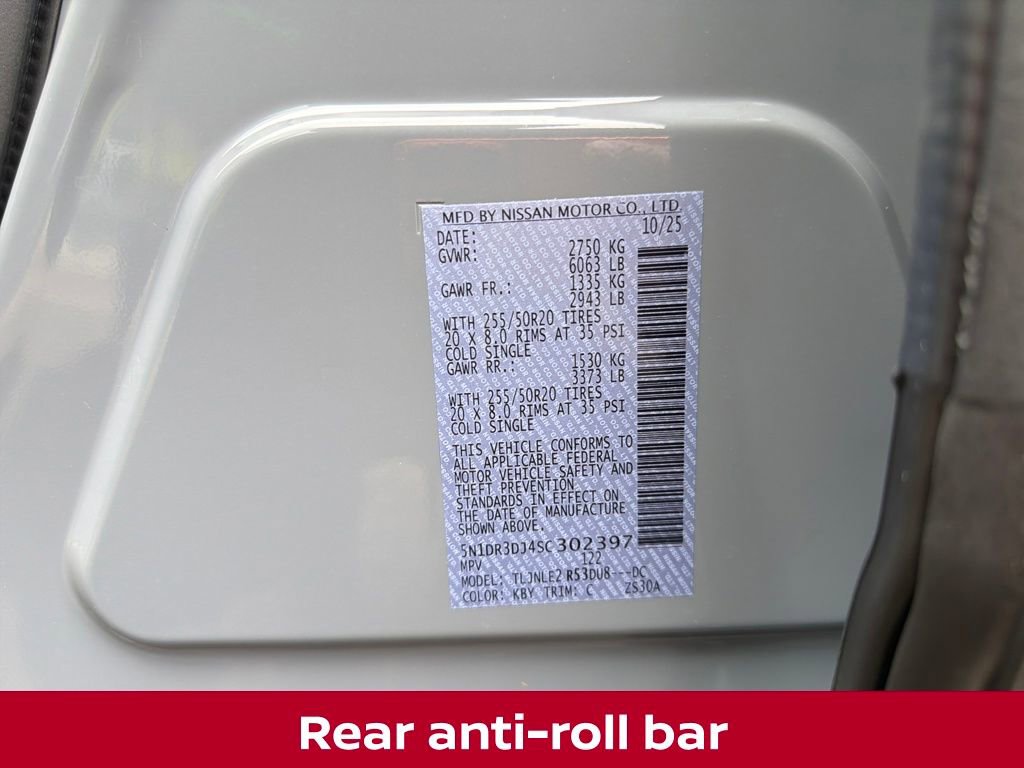 MFD BY NISSAN MOTOR CO., LTD.
DATE: 10/25
GVWR: 2750 KG
6063 LB
GAWR FR.: 1335 KG
2943 LB
WITH 255/50R20 TIRES
20 X 8.0 RIMS AT 35 PSI
COLD SINGLE
GAWR RR.: 1530 KG
3373 LB
WITH 255/50R20 TIRES
20 X 8.0 RIMS AT 35 PSI
COLD SINGLE
THIS VEHICLE CONFORMS TO
ALL APPLICABLE FEDERAL
MOTOR VEHICLE SAFETY AND
THEFT PREVENTION
STANDARDS IN EFFECT ON
THE DATE OF MANUFACTURE
SHOWN ABOVE.
5N1DR3DJ4SC302397
MPV 122
MODEL: TLJNLE2 RS3DU8---DC
COLOR: KBY TRIM: C ZS30A
Rear anti-roll bar